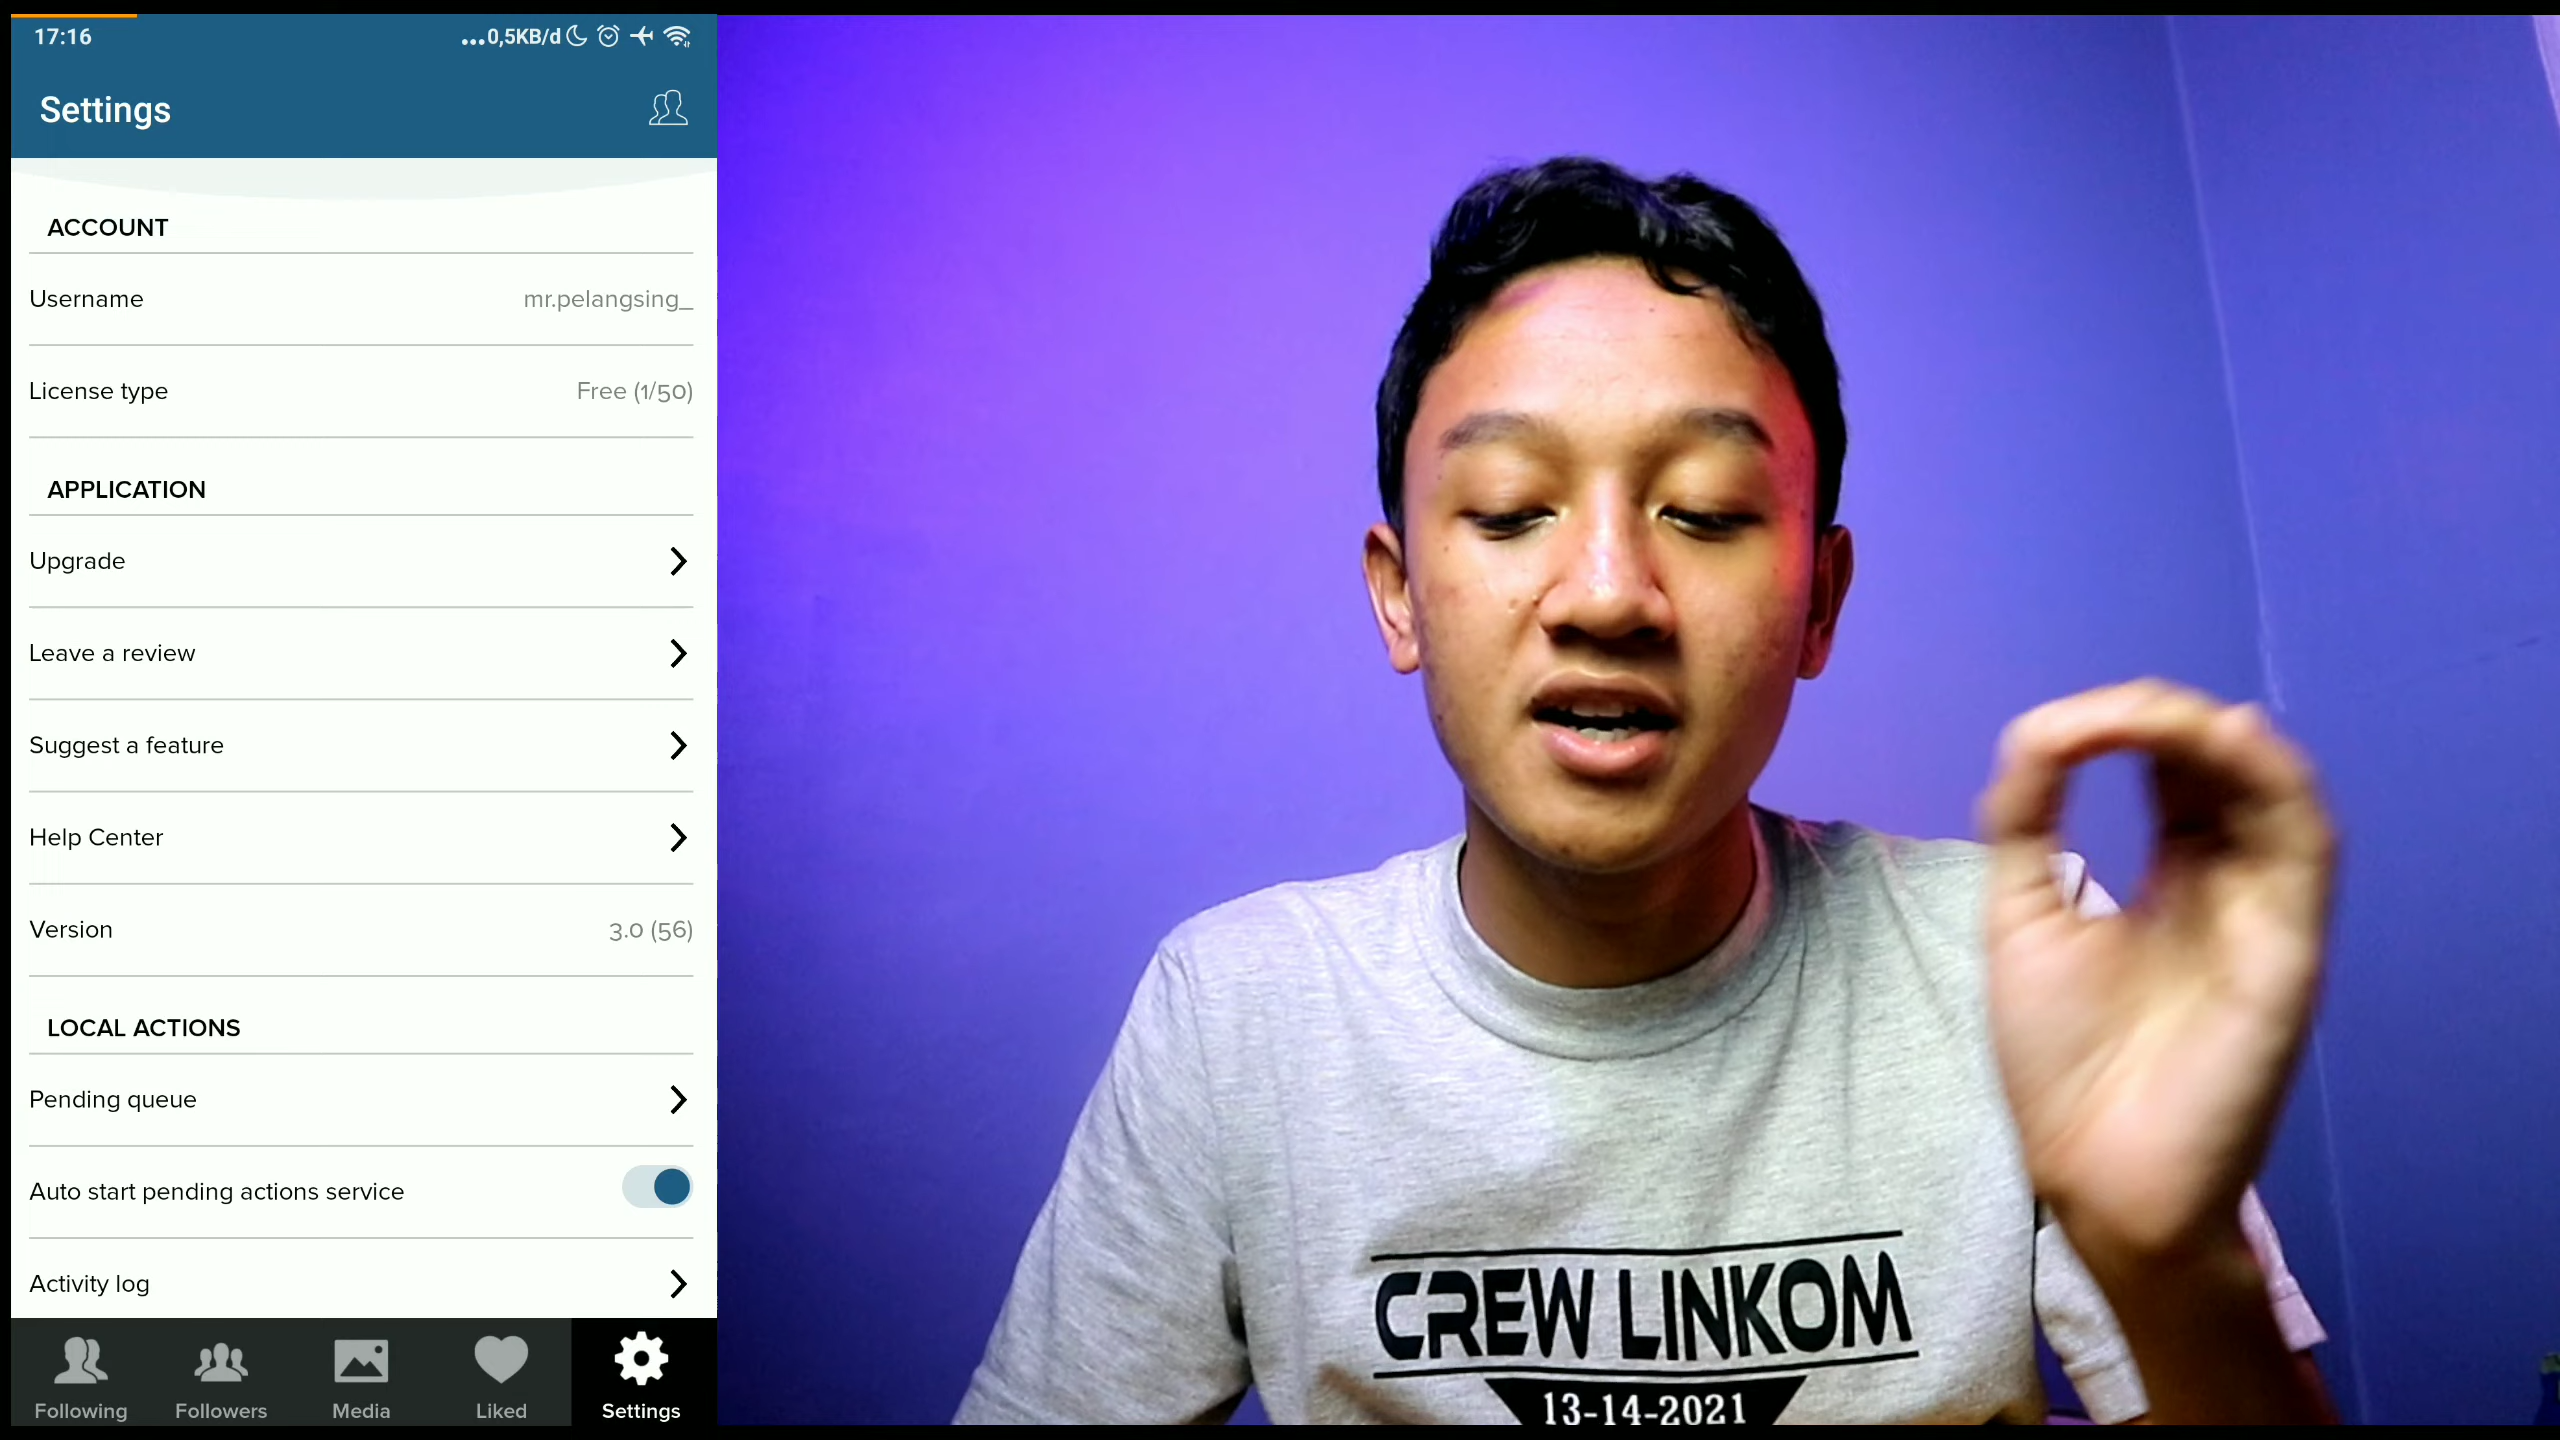 17:16
...0,5KB/d
Settings
ACCOUNT
Username
mr.pelangsing_
License type
Free (1/50)
APPLICATION
Upgrade
Leave a review
Suggest a feature
Help Center
Version
3.0 (56)
LOCAL ACTIONS
Pending queue
Auto start pending actions service
Activity log
Following
Followers
Media
Liked
Settings
CREW LINKOM
13-14-2021